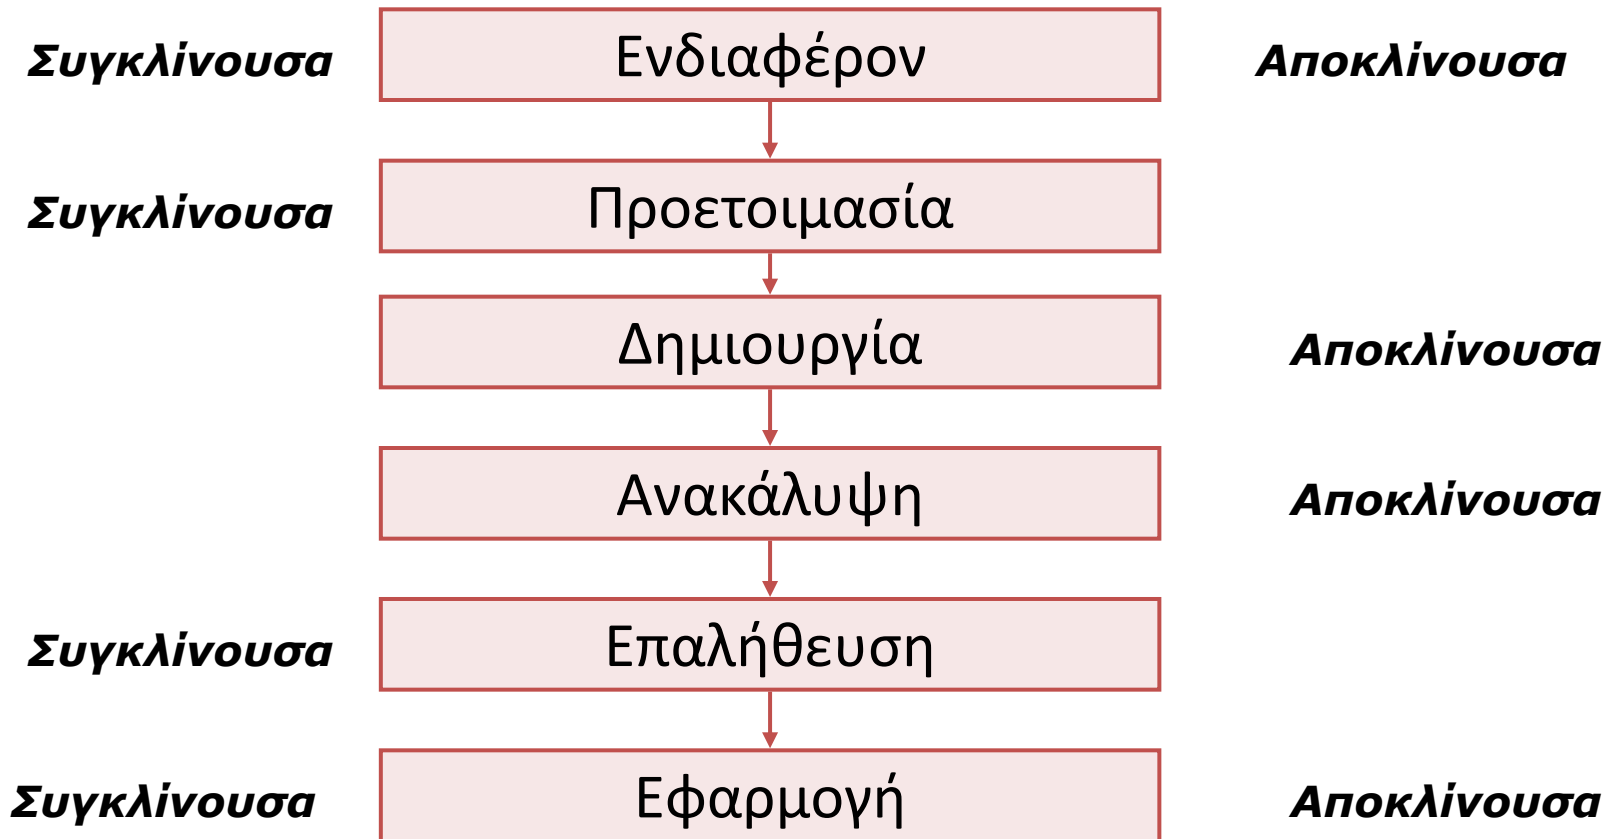 Συγκλίνουσα Ενδιαφέρον Αποκλίνουσα
Συγκλίνουσα Προετοιμασία
Δημιουργία Αποκλίνουσα
Ανακάλυψη Αποκλίνουσα
Συγκλίνουσα Επαλήθευση
Συγκλίνουσα Εφαρμογή Αποκλίνουσα